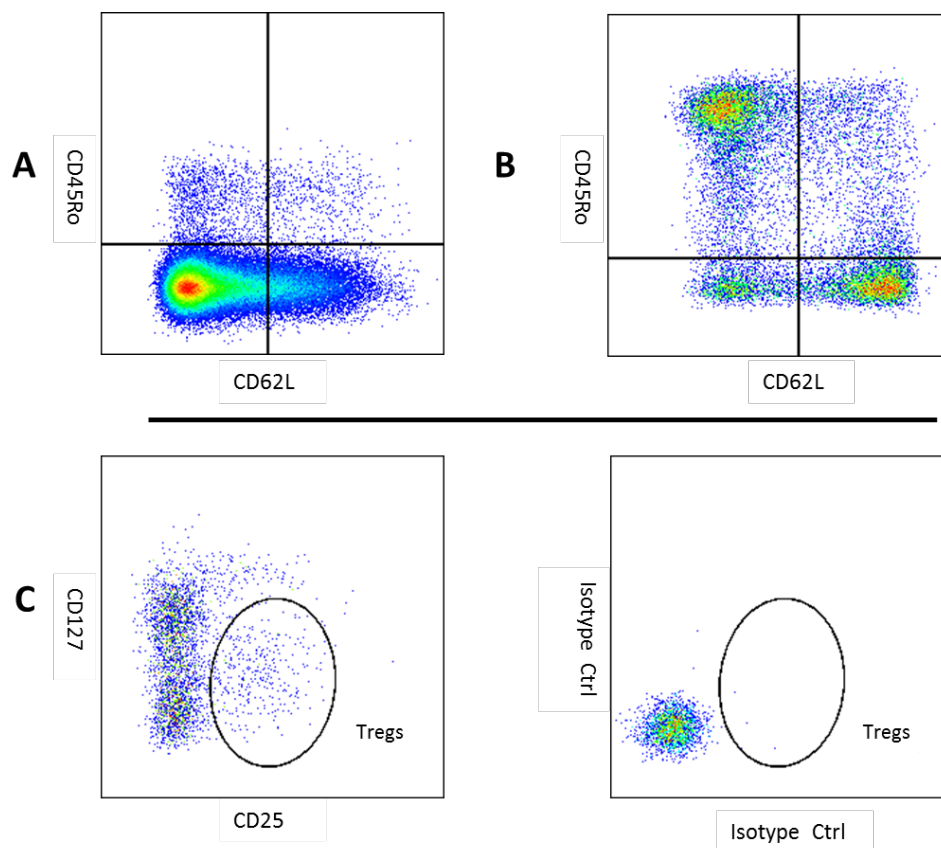 A
CD45Ro
CD62L
B
CD45Ro
CD62L
C
CD127
Tregs
CD25
Isotype Ctrl
Tregs
Isotype Ctrl